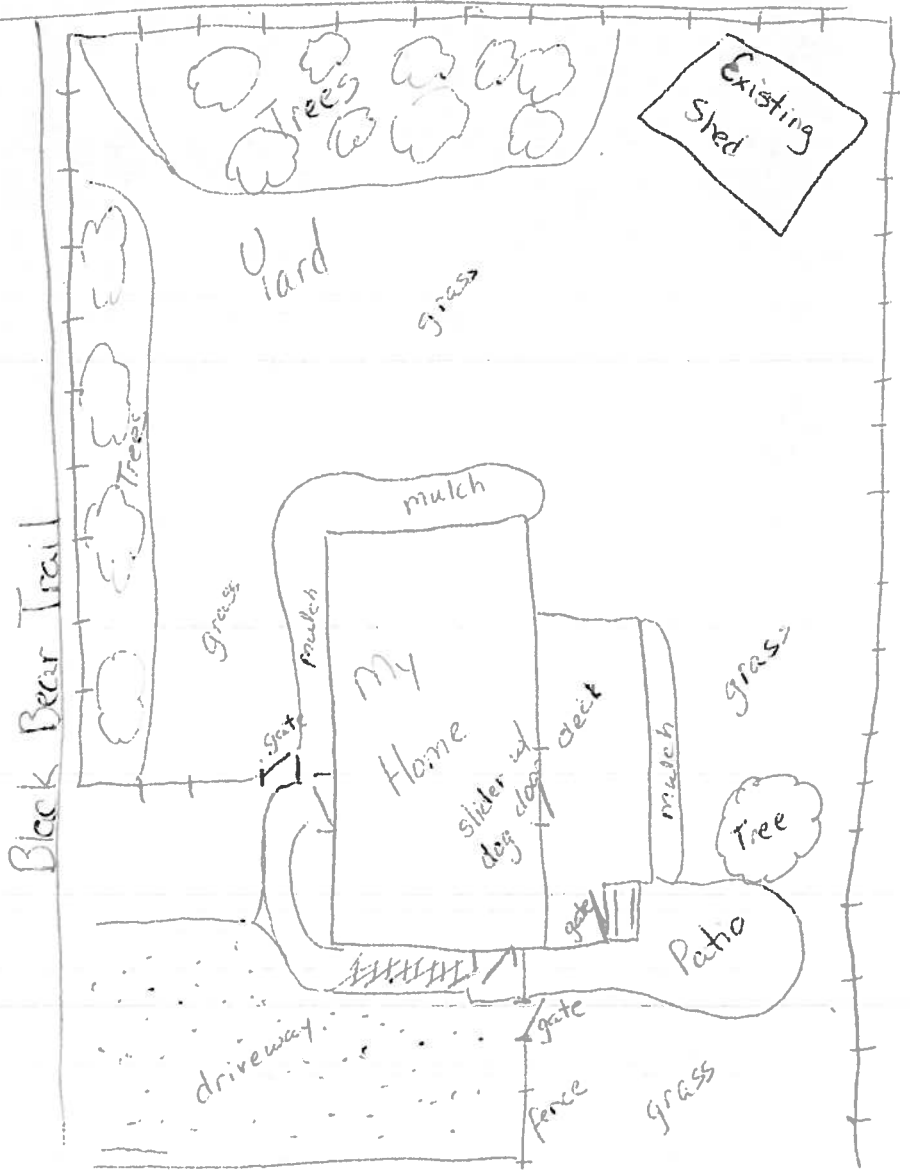 Trees
Existing
Shed
Yard
grass
Trees
mulch
Black Bear Trail
grass
mulch
My
Home
grass
deck
slider w/
dog door
mulch
gate
Tree
gate
Patio
gate
driveway
fence
grass